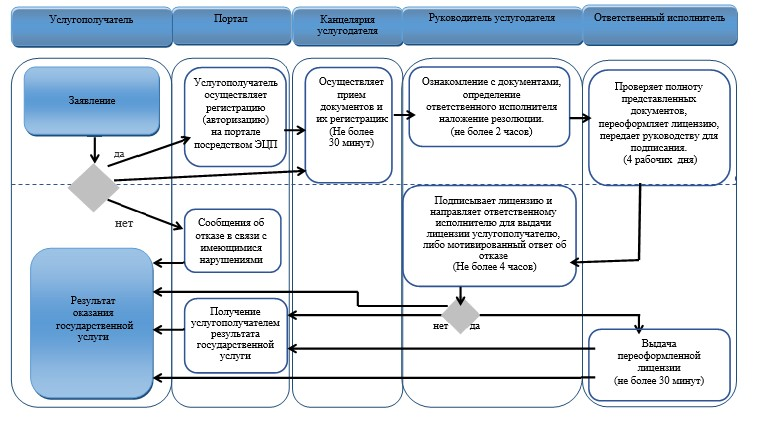 Услугополучатель
Портал
Канцелярия
услугодателя
Руководитель услугодателя
Ответственный исполнитель
Заявление
да
нет
Услугополучатель
осуществляет
регистрацию
(авторизацию)
на портале
посредством ЭЦП
Осуществляет
прием
документов и
их регистрацию
(Не более
30 минут)
Ознакомление с документами,
определение
ответственного исполнителя
наложение резолюции.
(не более 2 часов)
Проверяет полноту
представленных
документов,
переоформляет лицензию,
передает руководству для
подписания.
(4 рабочих дня)
Сообщения об
отказе в связи с
имеющимися
нарушениями
Подписывает лицензию и
направляет ответственному
исполнителю для выдачи
лицензии услугополучателю,
либо мотивированный ответ об
отказе
(Не более 4 часов)
Результат
оказания
государственной
услуги
Получение
услугополучателем
результата
государственной
услуги
нет
да
Выдача
переоформленной
лицензии
(не более 30 минут)